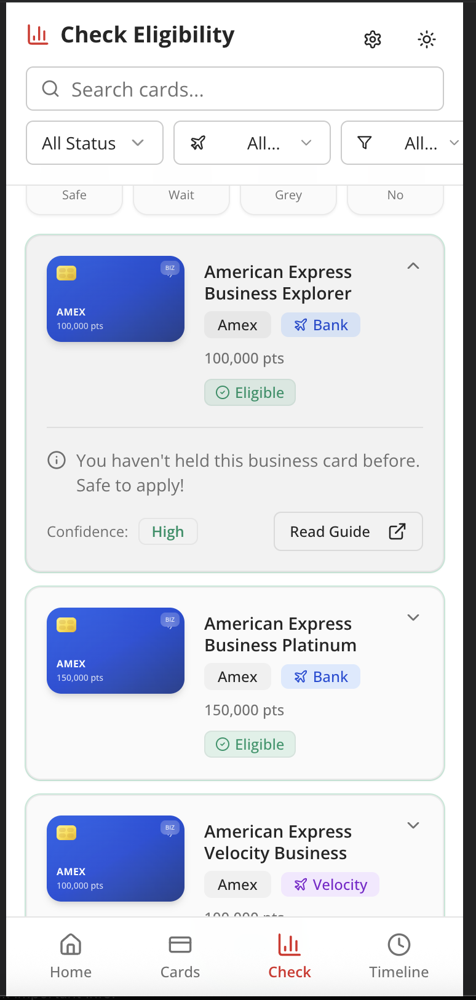 Check Eligibility
Search cards...
All Status
All...
All...
Safe
Wait
Grey
No
BIZ
AMEX
100,000 pts
American Express
Business Explorer
Amex
Bank
100,000 pts
Eligible
You haven't held this business card before.
Safe to apply!
Confidence:
High
Read Guide
BIZ
AMEX
150,000 pts
American Express
Business Platinum
Amex
Bank
150,000 pts
Eligible
BIZ
AMEX
100,000 pts
American Express
Velocity Business
Amex
Velocity
100,000 pts
Home
Cards
Check
Timeline